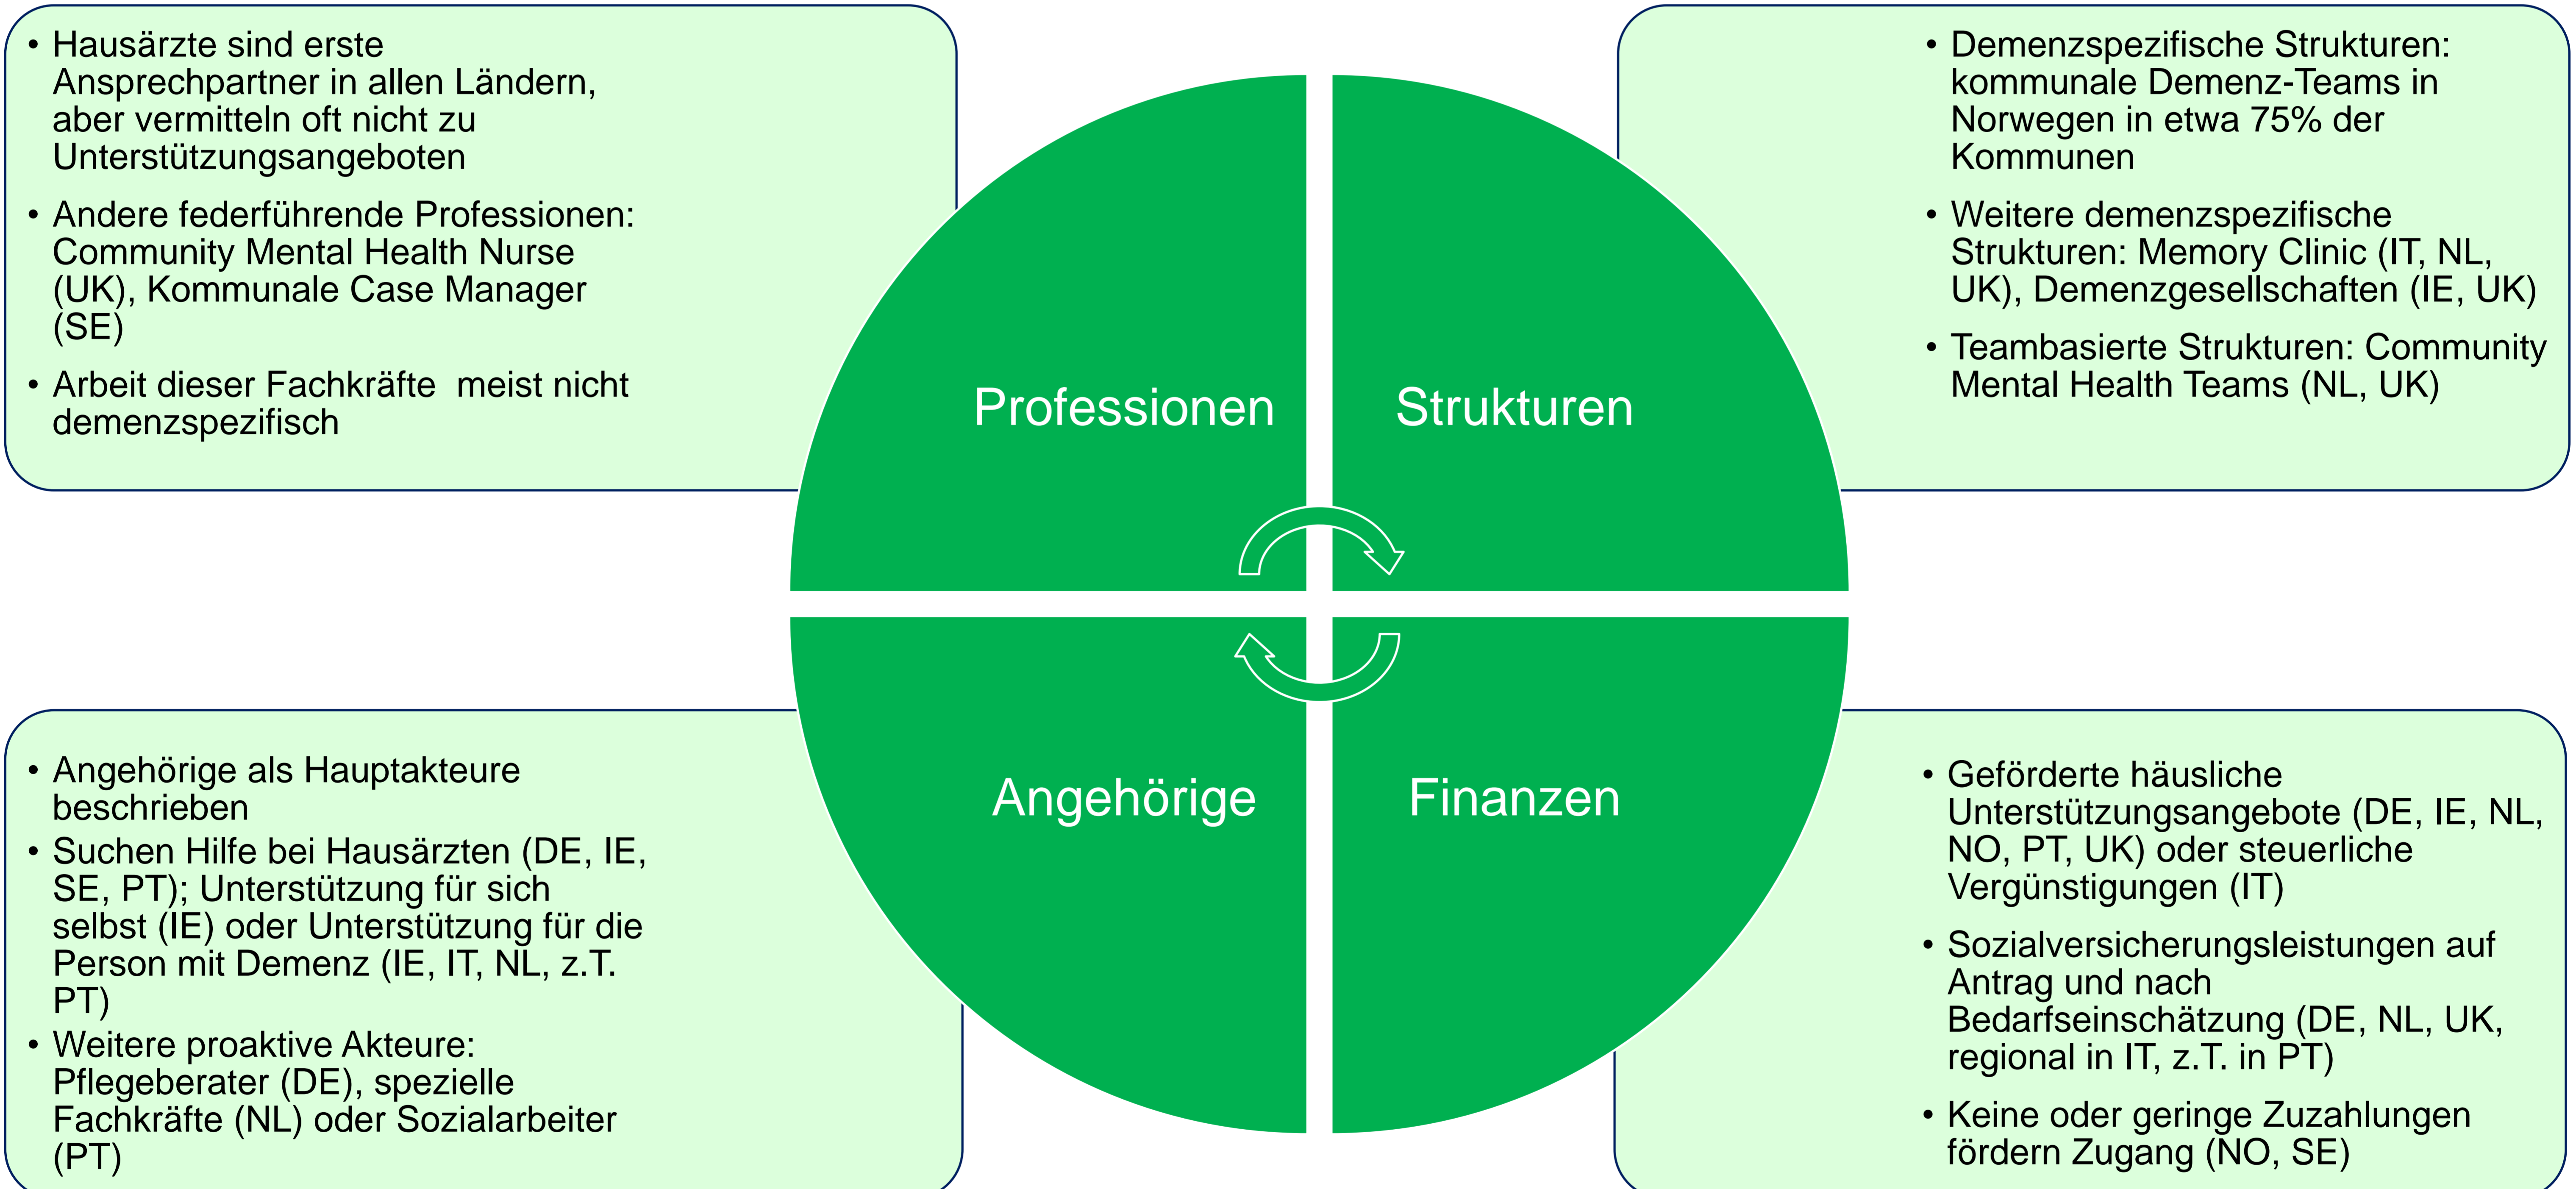 • Hausärzte sind erste
Ansprechpartner in allen Ländern,
aber vermitteln oft nicht zu
Unterstützungsangeboten
• Andere federführende Professionen:
Community Mental Health Nurse
(UK), Kommunale Case Manager
(SE)
• Arbeit dieser Fachkräfte  meist nicht
demenzspezifisch
• Demenzspezifische Strukturen:
kommunale Demenz-Teams in
Norwegen in etwa 75% der
Kommunen
• Weitere demenzspezifische
Strukturen: Memory Clinic (IT, NL,
UK), Demenzgesellschaften (IE, UK)
• Teambasierte Strukturen: Community
Mental Health Teams (NL, UK)
Professionen
Strukturen
Angehörige
Finanzen
• Angehörige als Hauptakteure
beschrieben
• Suchen Hilfe bei Hausärzten (DE, IE,
SE, PT); Unterstützung für sich
selbst (IE) oder Unterstützung für die
Person mit Demenz (IE, IT, NL, z.T.
PT)
• Weitere proaktive Akteure:
Pflegeberater (DE), spezielle
Fachkräfte (NL) oder Sozialarbeiter
(PT)
• Geförderte häusliche
Unterstützungsangebote (DE, IE, NL,
NO, PT, UK) oder steuerliche
Vergünstigungen (IT)
• Sozialversicherungsleistungen auf
Antrag und nach
Bedarfseinschätzung (DE, NL, UK,
regional in IT, z.T. in PT)
• Keine oder geringe Zuzahlungen
fördern Zugang (NO, SE)